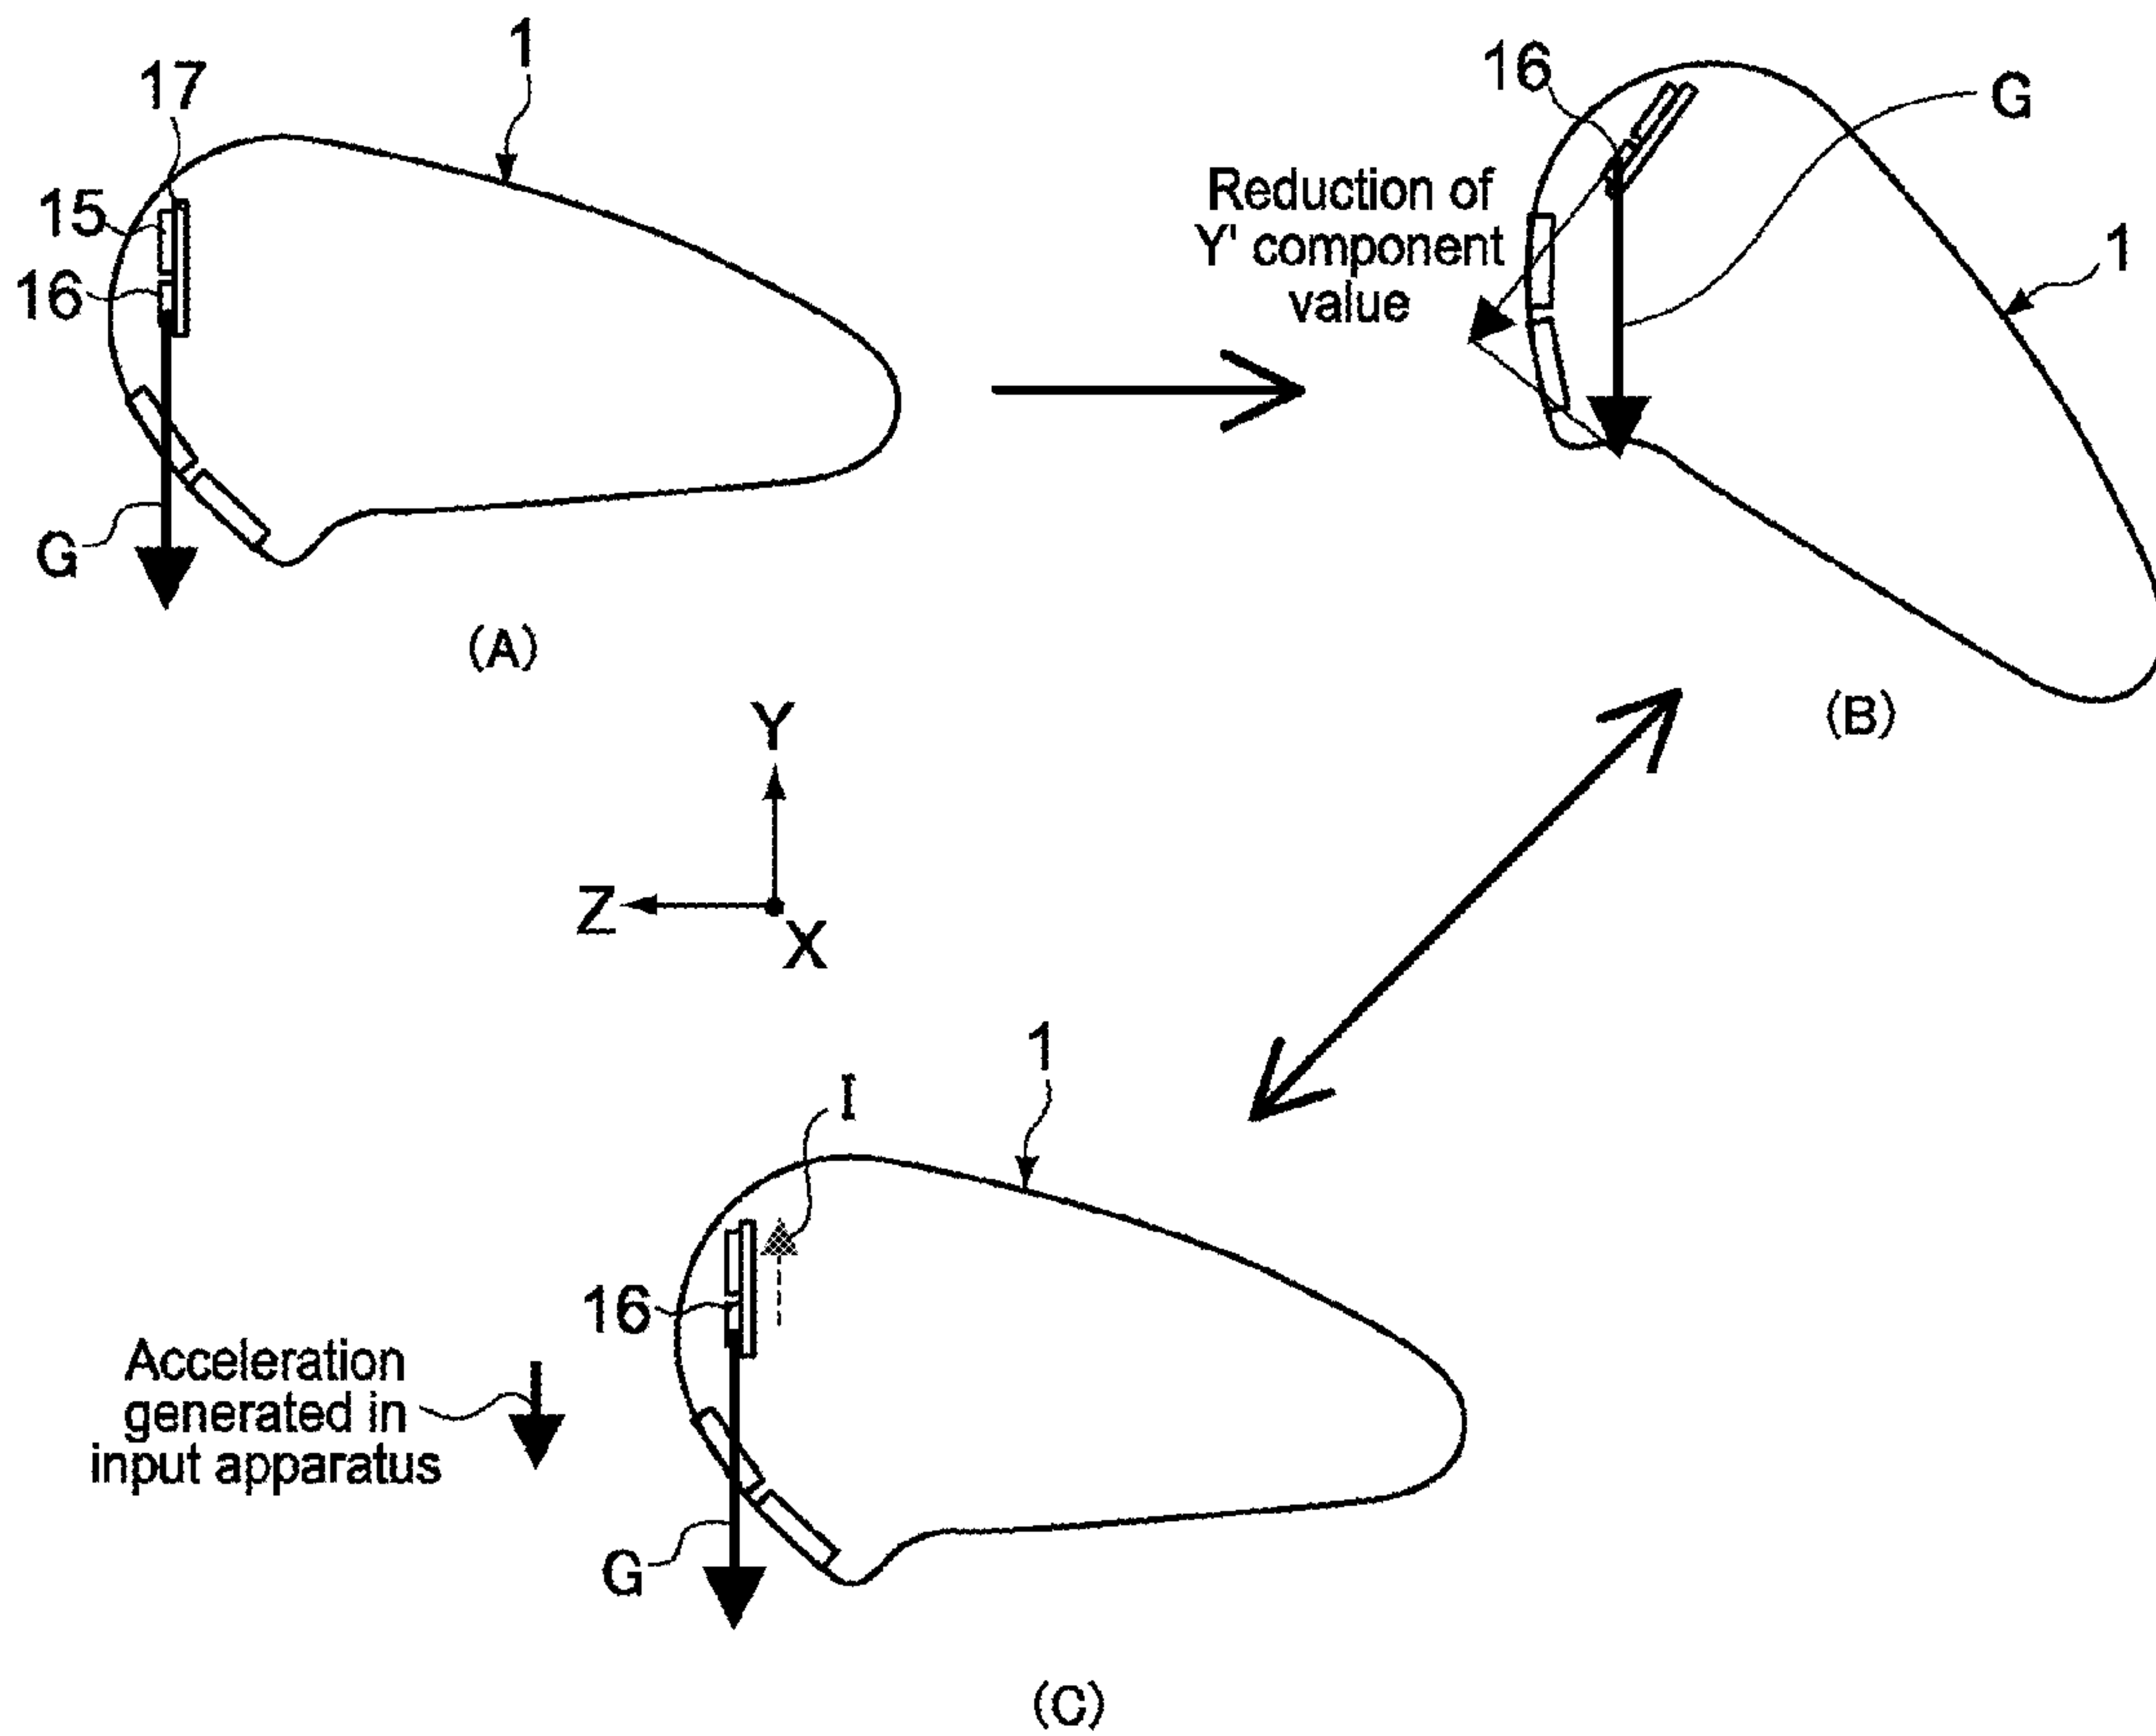 1
17
15
16
G
(A)
16
G
Reduction of
Y' component
value
1
(B)
Y
Z
X
1
I
16
Acceleration
generated in
input apparatus
G
(C)